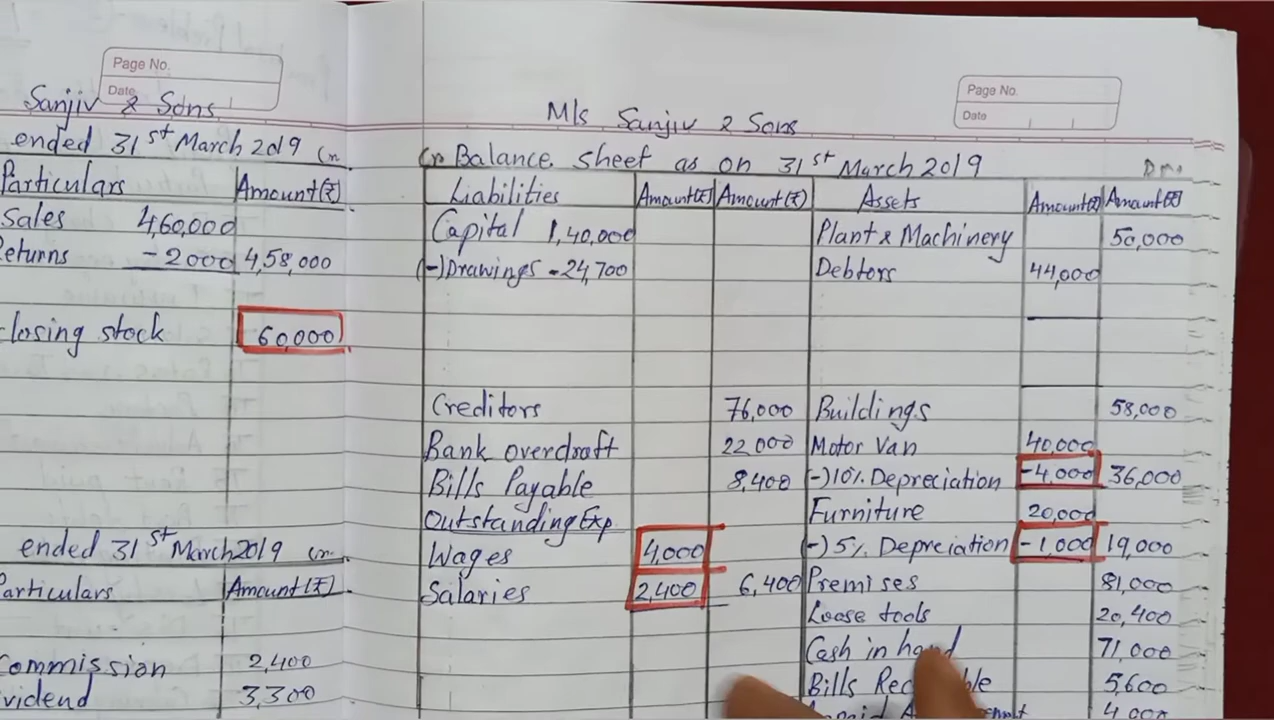 Page No.
Date
Sanjiv & Sons
ended 31st March 2019 Cr.
Particulars Amount(₹)
Sales 4,60,000
Returns -2000 4,58,000
closing stock 60,000
ended 31st March 2019 Cr.
Particulars Amount(₹)
Commission 2,400
Dividend 3,300
Page No.
Date
M/s Sanjiv & Sons
Cr. Balance sheet as on 31st March 2019 Dr.
Liabilities Amount(₹) Amount(₹) Assets Amount(₹) Amount(₹)
Capital 1,40,000 Plant & Machinery 50,000
(-)Drawings -24,700 Debtors 44,000
Creditors 76,000 Buildings 58,000
Bank overdraft 22,000 Motor Van 40,000
Bills Payable 8,400 (-)10% Depreciation -4,000 36,000
Outstanding Exp. Furniture 20,000
Wages 4,000 (-)5% Depreciation -1,000 19,000
Salaries 2,400 6,400 Premises 81,000
Loose tools 20,400
Cash in hand 71,000
Bills 5,600